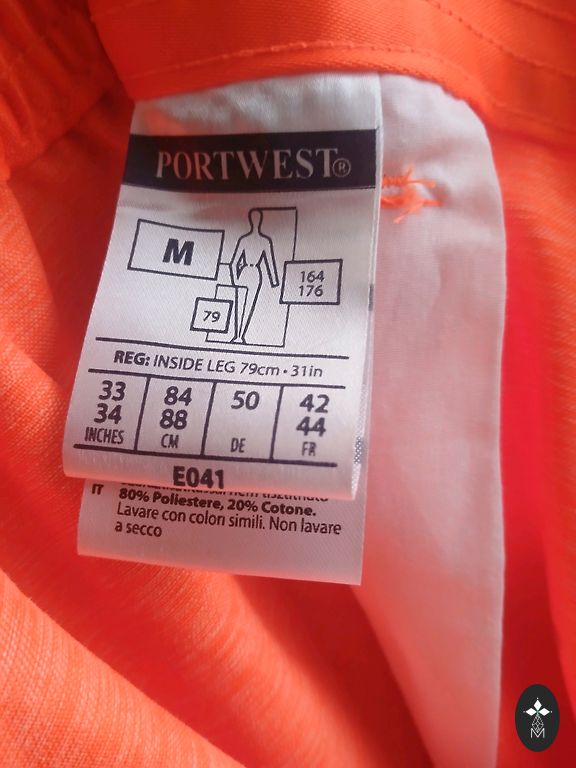 PORTWEST®
M
164
176
79
REG: INSIDE LEG 79cm • 31in
33 84 50 42
34 88 44
INCHES CM DE FR
E041
IT
80% Poliestere, 20% Cotone.
Lavare con colori simili. Non lavare
a secco
M